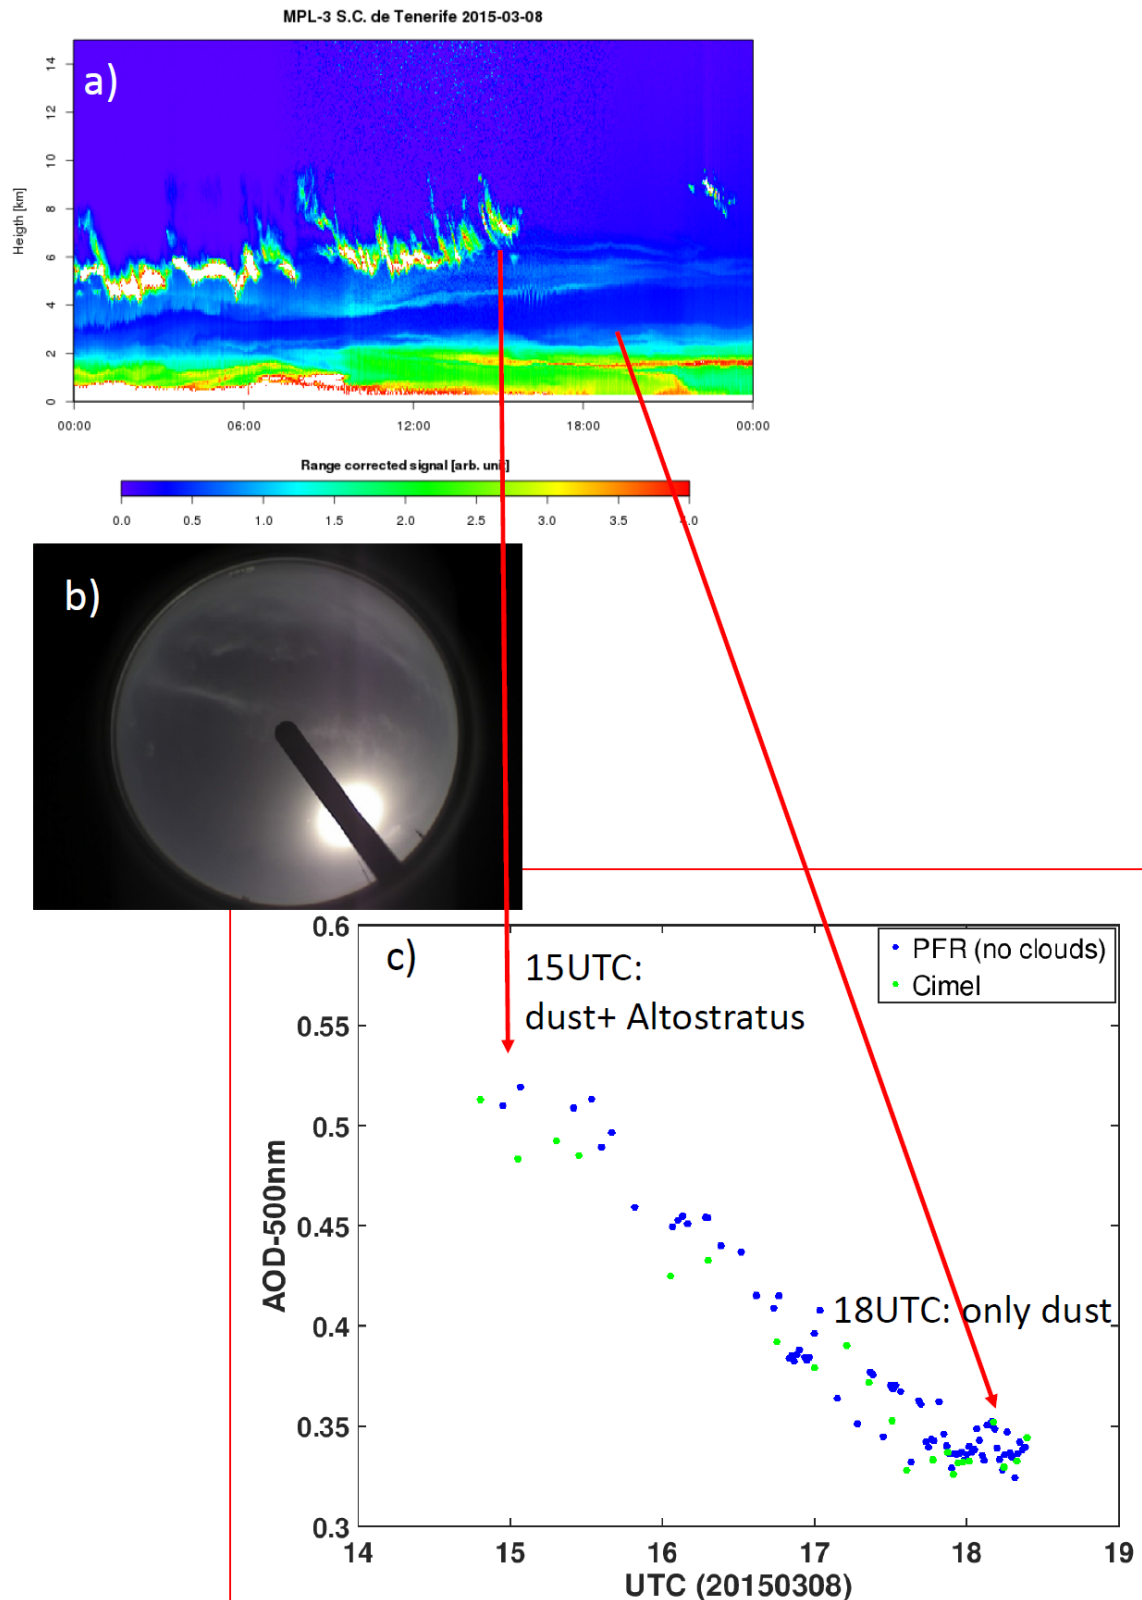 MPL-3 S.C. de Tenerife 2015-03-08
a)
14
12
10
8
6
4
2
0
Heigth [km]
00:00 06:00 12:00 18:00 00:00
Range corrected signal [arb. unit]
0.0 0.5 1.0 1.5 2.0 2.5 3.0 3.5 4.0
b)
c)
0.6
0.55
0.5
0.45
0.4
0.35
0.3
AOD-500nm
PFR (no clouds)
Cimel
15UTC:
dust+ Altostratus
18UTC: only dust
14 15 16 17 18 19
UTC (20150308)